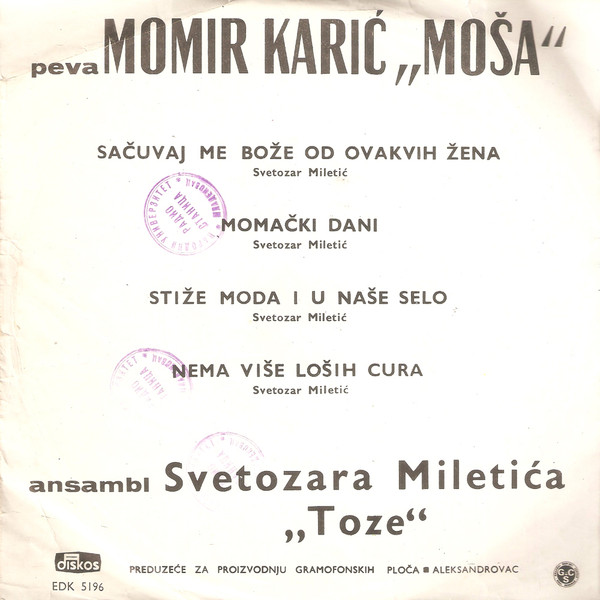 peva MOMIR KARIĆ „MOŠA“
SAČUVAJ ME BOŽE OD OVAKVIH ŽENA
Svetozar Miletić
MOMAČKI DANI
Svetozar Miletić
STIŽE MODA I U NAŠE SELO
Svetozar Miletić
NEMA VIŠE LOŠIH CURA
Svetozar Miletić
ansambl Svetozara Miletića
„Toze“
diskos
EDK 5196
PREDUZEĆE ZA PROIZVODNJU GRAMOFONSKIH PLOČA ■ ALEKSANDROVAC
РАДИО
СТАНИЦА